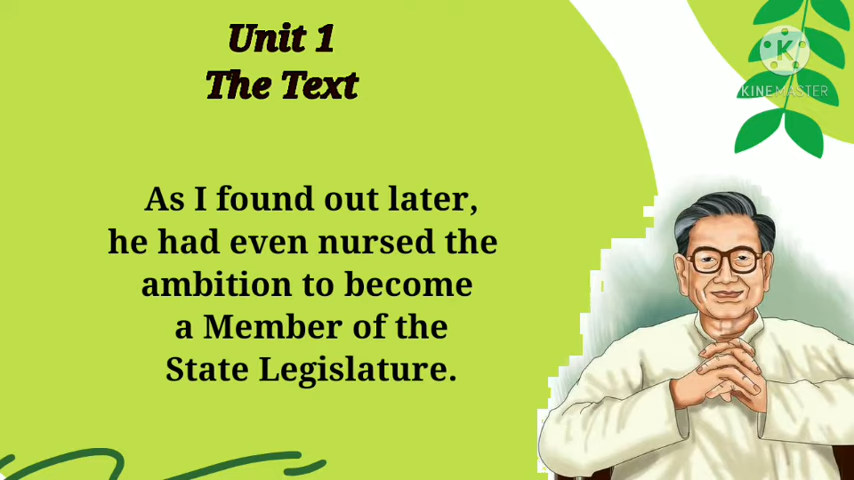 Unit 1
The Text
K
KINEMASTER
As I found out later,
he had even nursed the
ambition to become
a Member of the
State Legislature.